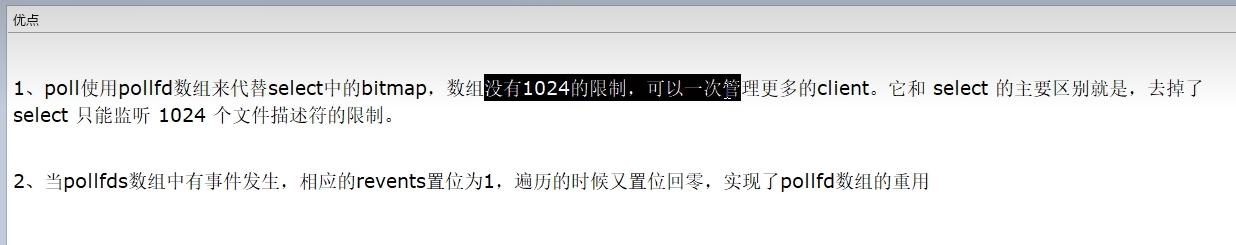 优点
1、poll使用pollfd数组来代替select中的bitmap，数组没有1024的限制，可以一次管理更多的client。它和 select 的主要区别就是，去掉了
select 只能监听 1024 个文件描述符的限制。
2、当pollfds数组中有事件发生，相应的revents置位为1，遍历的时候又置位回零，实现了pollfd数组的重用